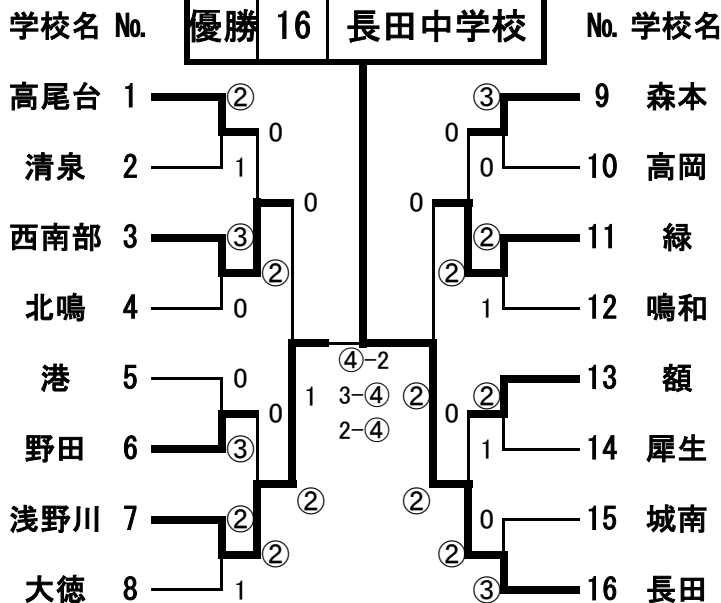 学校名 No. 優勝 16 長田中学校 No. 学校名
高尾台 1 ② ③ 9 森本
0 0
清泉 2 1 0 10 高岡
0 0
西南部 3 ③ ② 11 緑
② ②
北鳴 4 0 1 12 鳴和
④-2
港 5 0 1 3-④ ② ② 13 額
0 0
2-④
野田 6 ③ 1 14 犀生
② ②
浅野川 7 ② 0 15 城南
② ②
大徳 8 1 ③ 16 長田